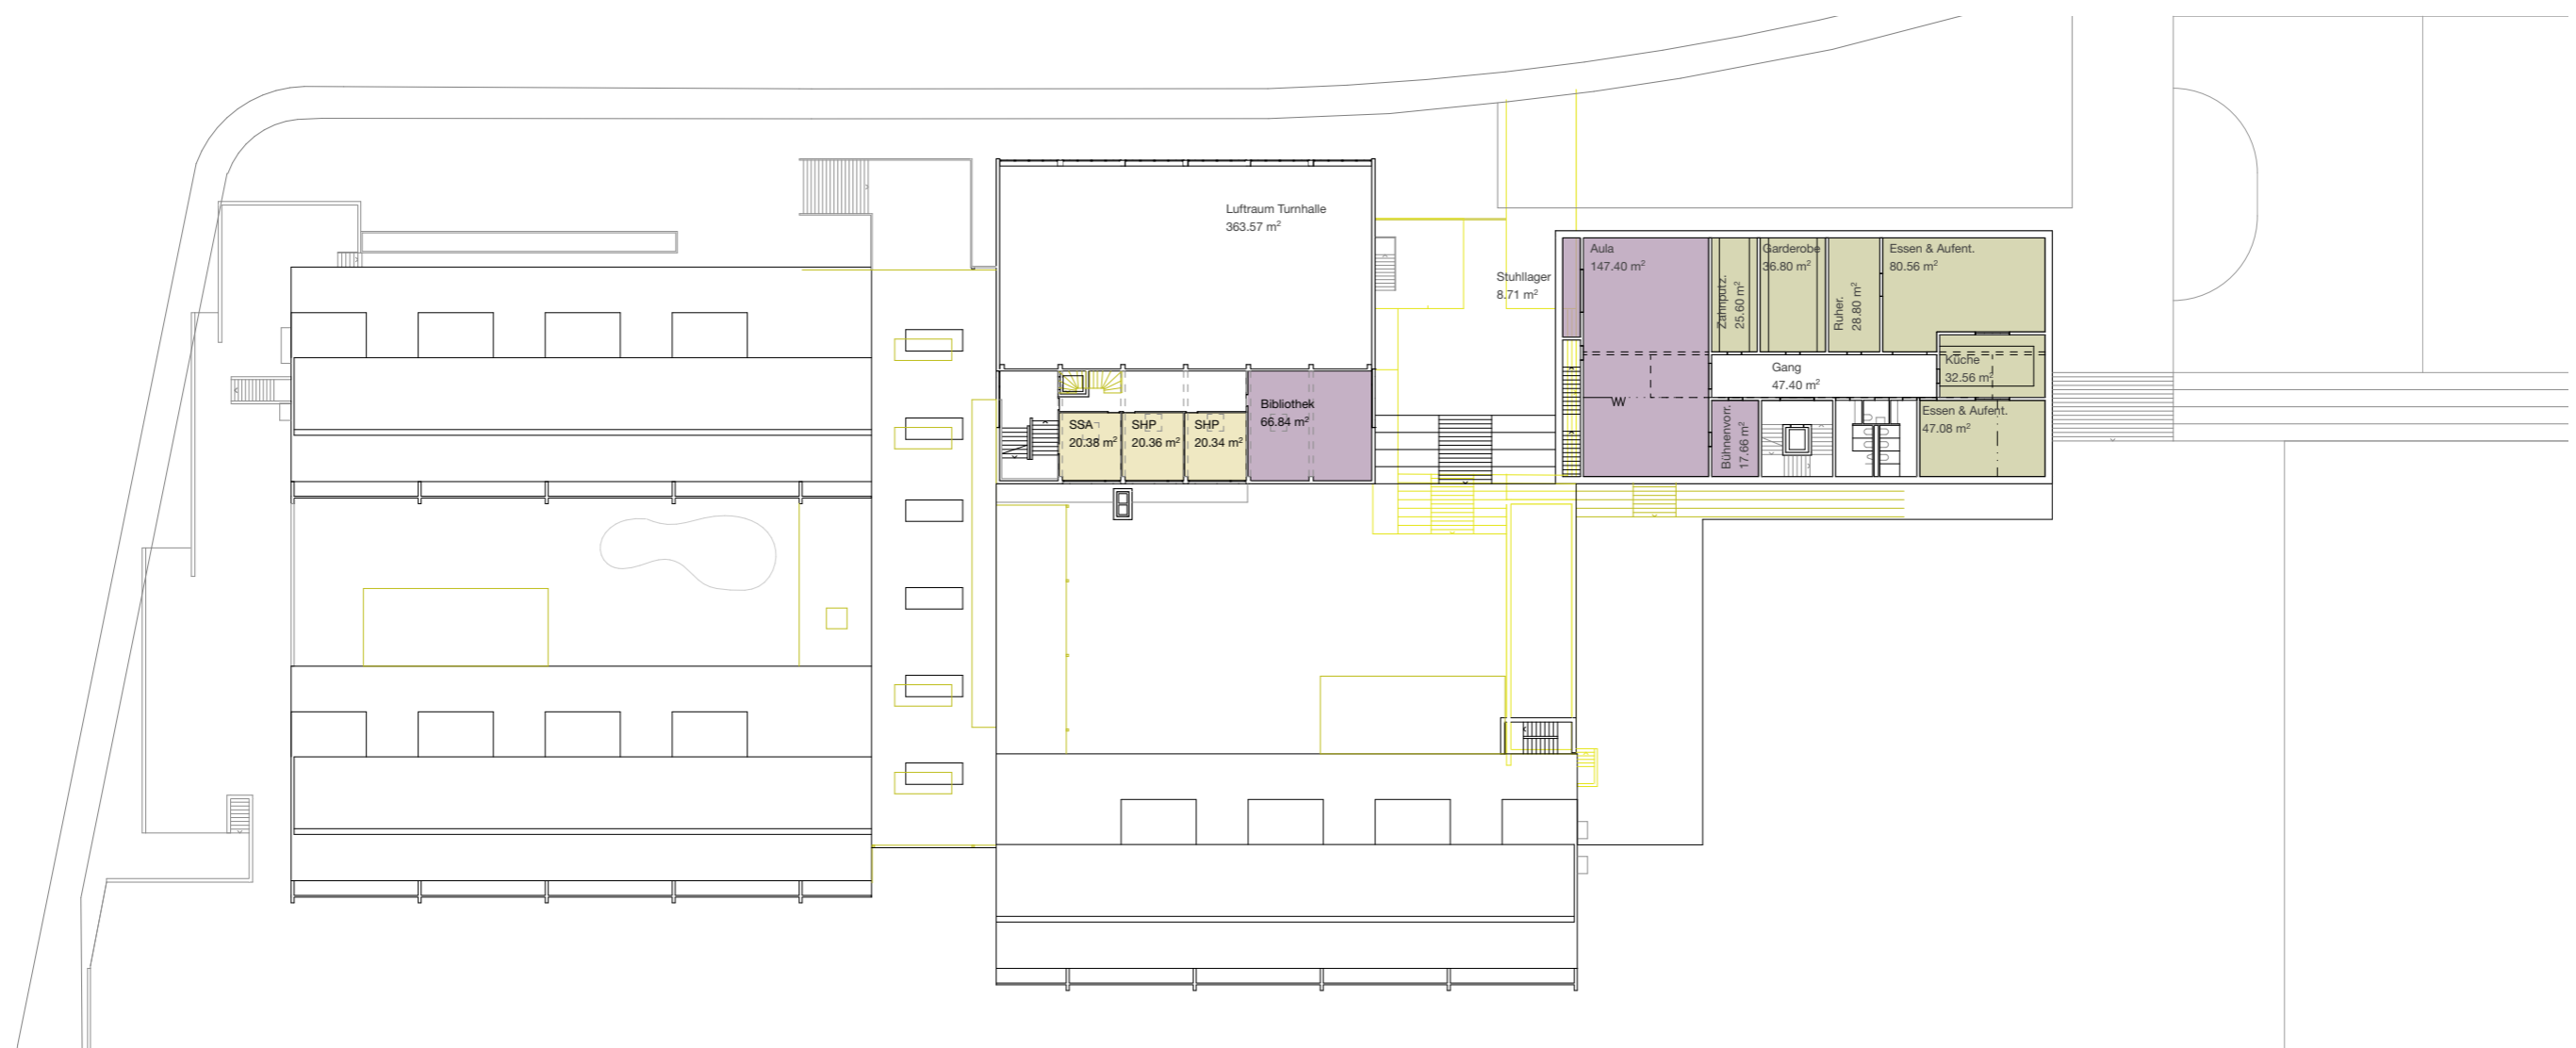 Luftraum Turnhalle
363.57 m²
Stuhllager
8.71 m²
Aula
147.40 m²
Zahnputz.
25.60 m²
Garderobe
36.80 m²
Ruher.
28.80 m²
Essen & Aufent.
80.56 m²
Gang
47.40 m²
Küche
32.56 m²
SSA
20.38 m²
SHP
20.36 m²
SHP
20.34 m²
Bibliothek
66.84 m²
Bühnenvorr.
17.66 m²
Essen & Aufent.
47.08 m²